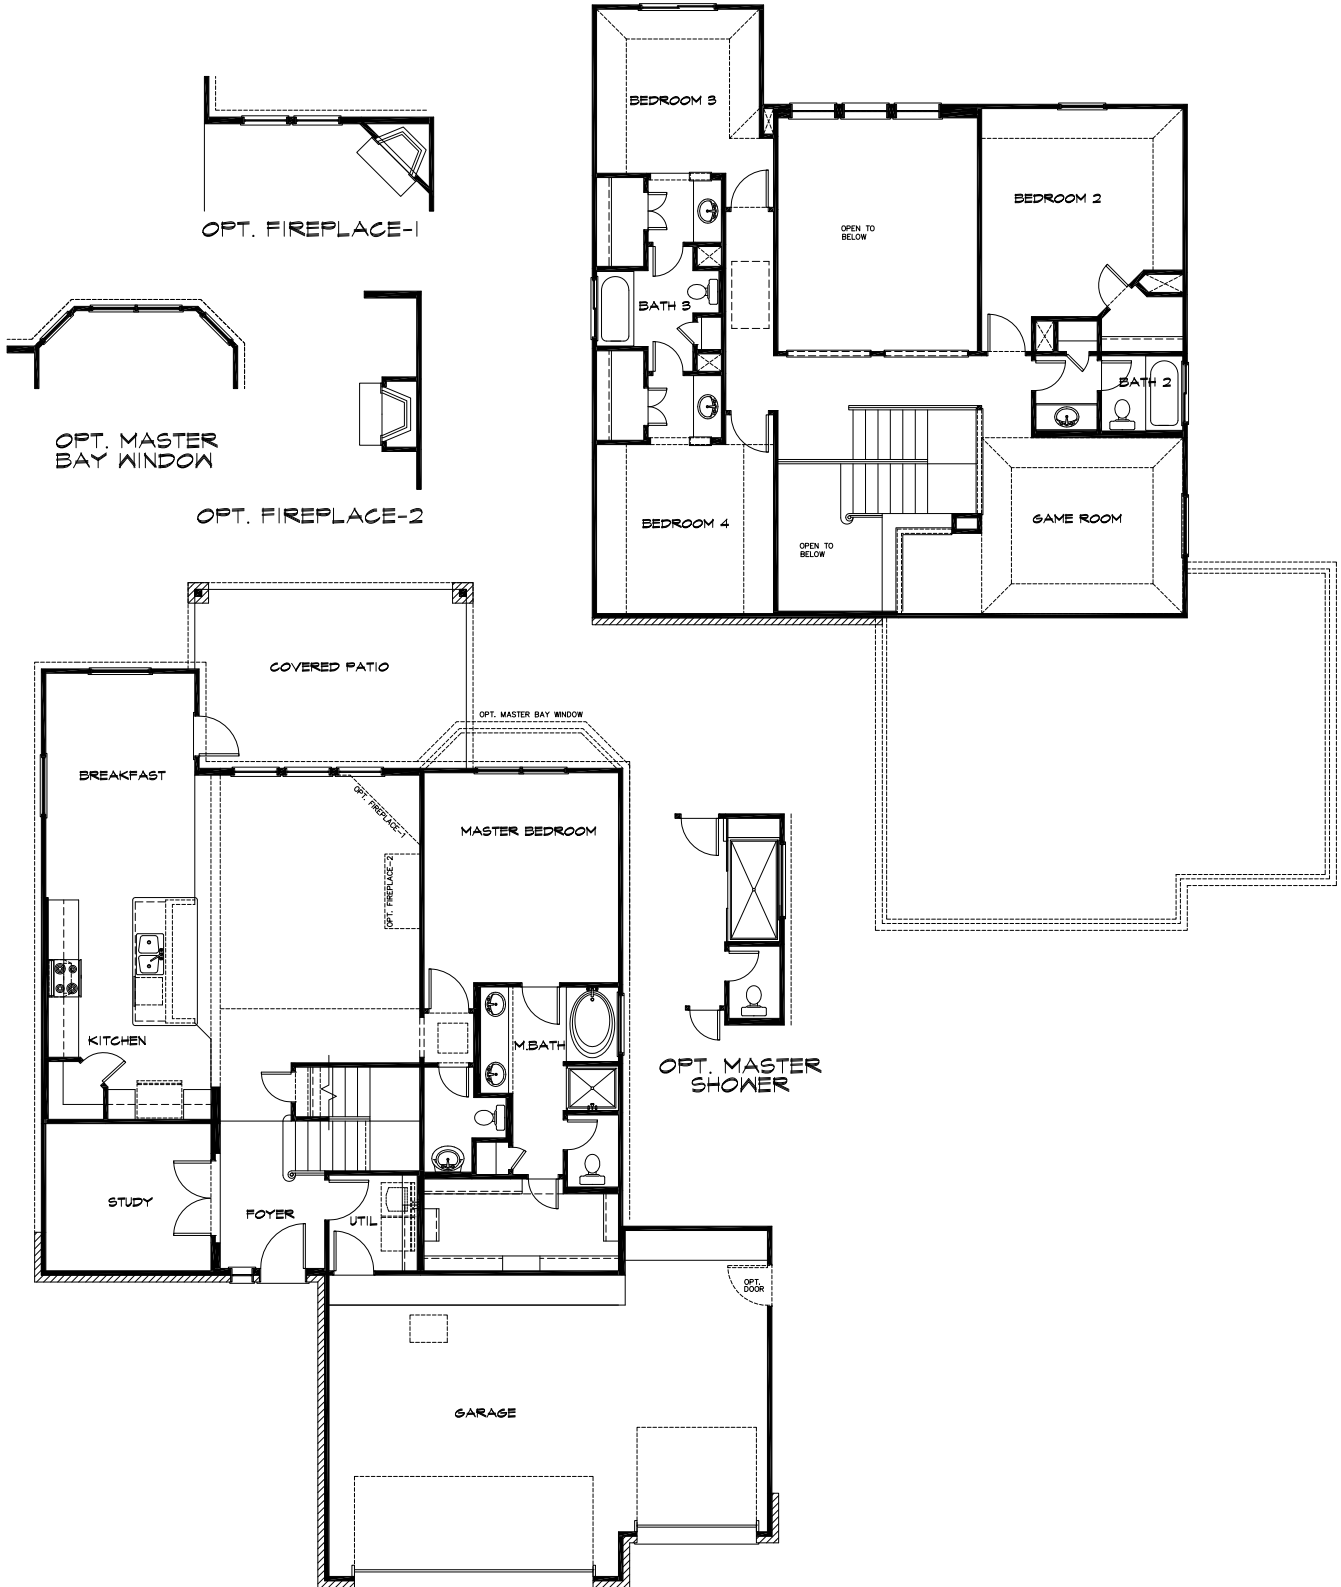 BEDROOM 3
BEDROOM 2
OPEN TO
BELOW
OPT. FIREPLACE-1
BATH 3
BATH 2
OPT. MASTER
BAY WINDOW
OPT. FIREPLACE-2
BEDROOM 4
GAME ROOM
OPEN TO
BELOW
COVERED PATIO
OPT. MASTER BAY WINDOW
BREAKFAST
OPT. FIREPLACE-1
MASTER BEDROOM
OPT. FIREPLACE-2
KITCHEN
M.BATH
OPT. MASTER
SHOWER
STUDY
FOYER
UTIL
OPT.
DOOR
GARAGE